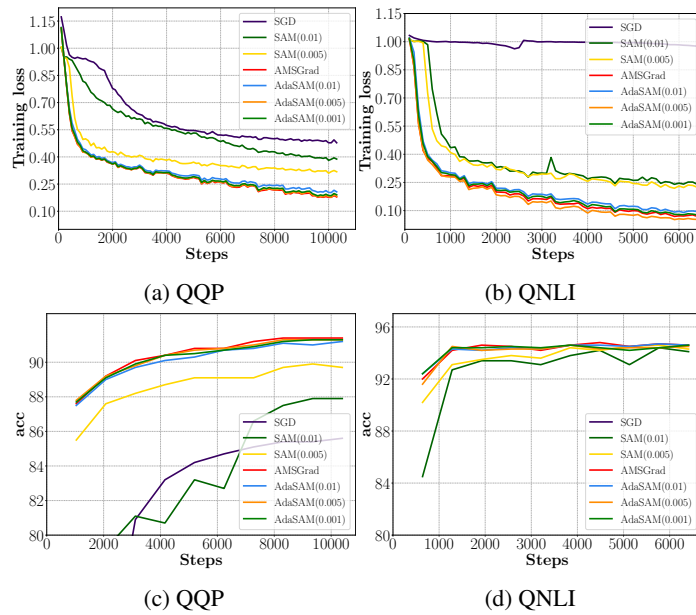 1.15
1.00
0.85
0.70
0.55
0.40
0.25
0.10
Training loss
0
2000
4000
6000
8000
10000
Steps
SGD
SAM(0.01)
SAM(0.005)
AMSGrad
AdaSAM(0.01)
AdaSAM(0.005)
AdaSAM(0.001)
(a) QQP
1.15
1.00
0.85
0.70
0.55
0.40
0.25
0.10
Training loss
0
1000
2000
3000
4000
5000
6000
Steps
SGD
SAM(0.01)
SAM(0.005)
AMSGrad
AdaSAM(0.01)
AdaSAM(0.005)
AdaSAM(0.001)
(b) QNLI
90
88
86
84
82
80
acc
0
2000
4000
6000
8000
10000
Steps
SGD
SAM(0.01)
SAM(0.005)
AMSGrad
AdaSAM(0.01)
AdaSAM(0.005)
AdaSAM(0.001)
(c) QQP
96
92
88
84
80
acc
0
1000
2000
3000
4000
5000
6000
Steps
SGD
SAM(0.01)
SAM(0.005)
AMSGrad
AdaSAM(0.01)
AdaSAM(0.005)
AdaSAM(0.001)
(d) QNLI